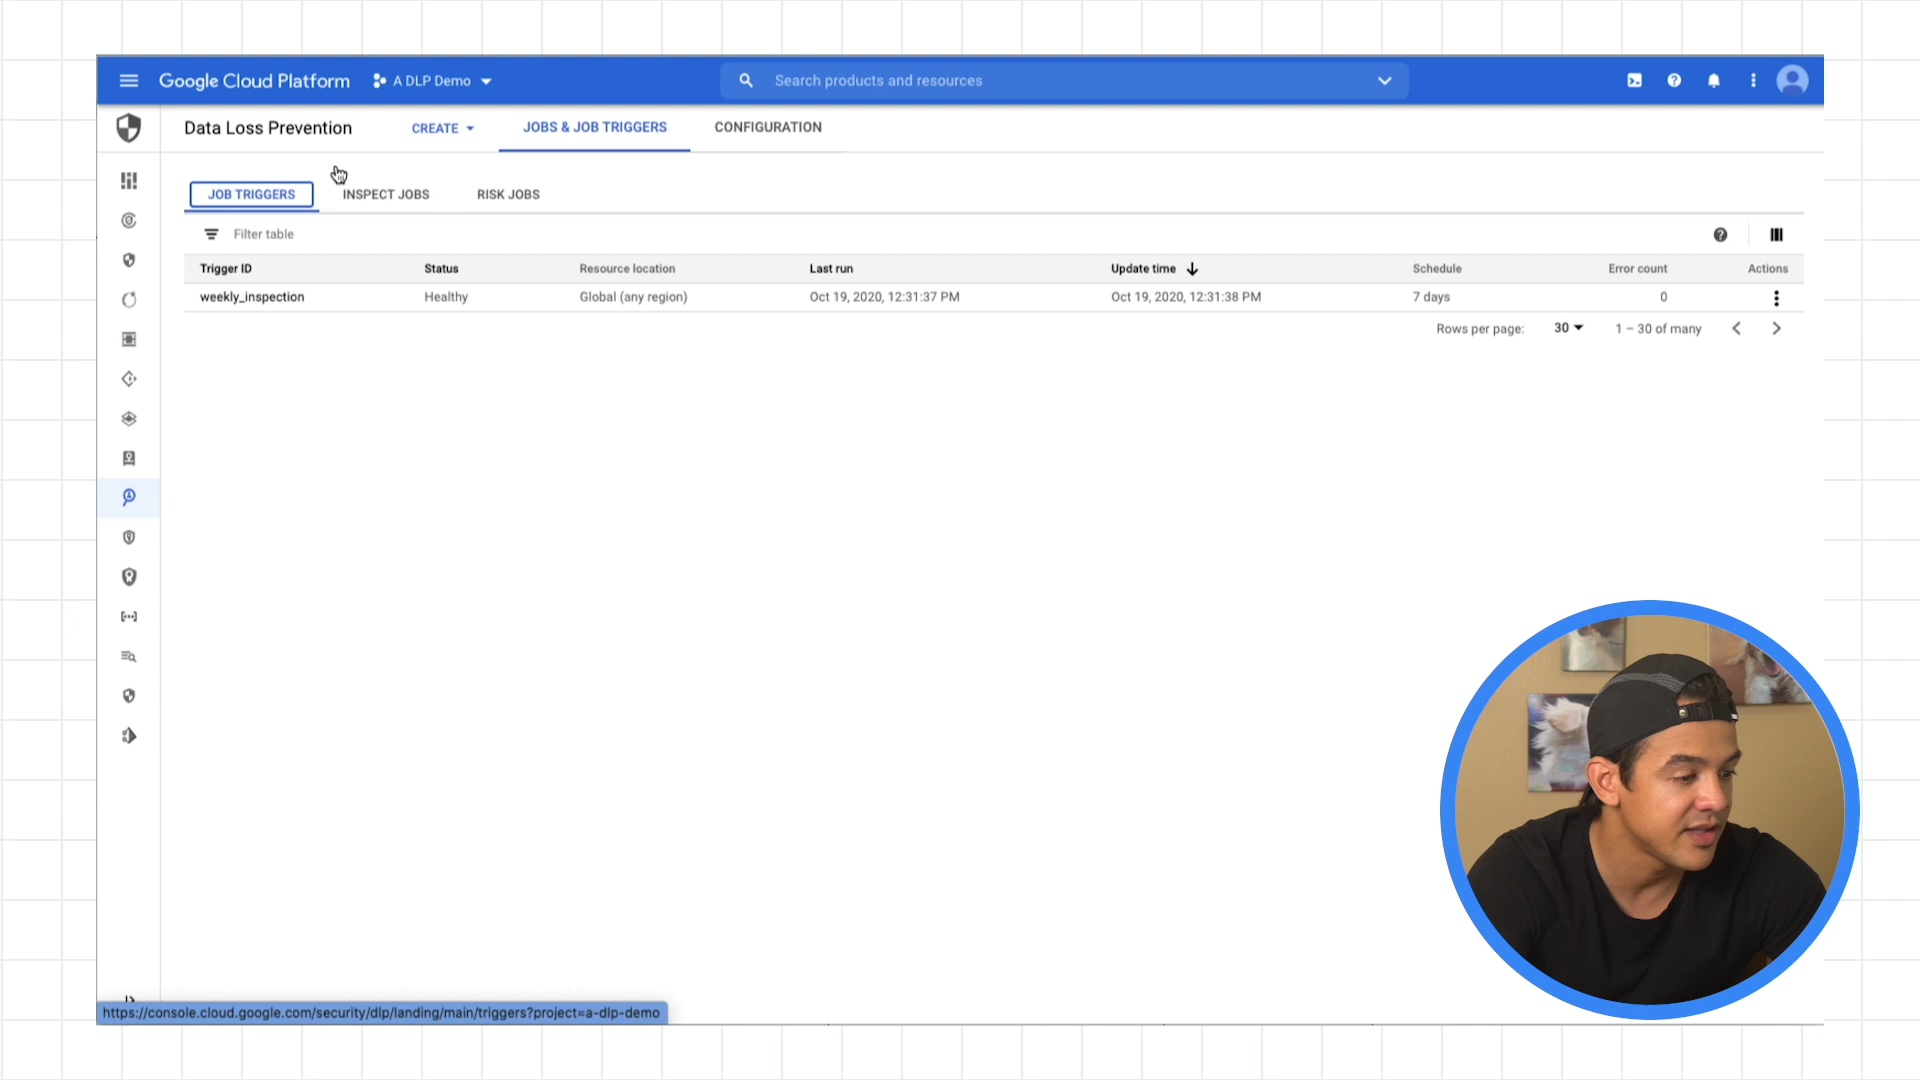 Google Cloud Platform A DLP Demo Search products and resources
Data Loss Prevention CREATE JOBS & JOB TRIGGERS CONFIGURATION
JOB TRIGGERS INSPECT JOBS RISK JOBS
Filter table
Trigger ID Status Resource location Last run Update time Schedule Error count Actions
weekly_inspection Healthy Global (any region) Oct 19, 2020, 12:31:37 PM Oct 19, 2020, 12:31:38 PM 7 days 0
Rows per page: 30 1 – 30 of many
https://console.cloud.google.com/security/dlp/landing/main/triggers?project=a-dlp-demo